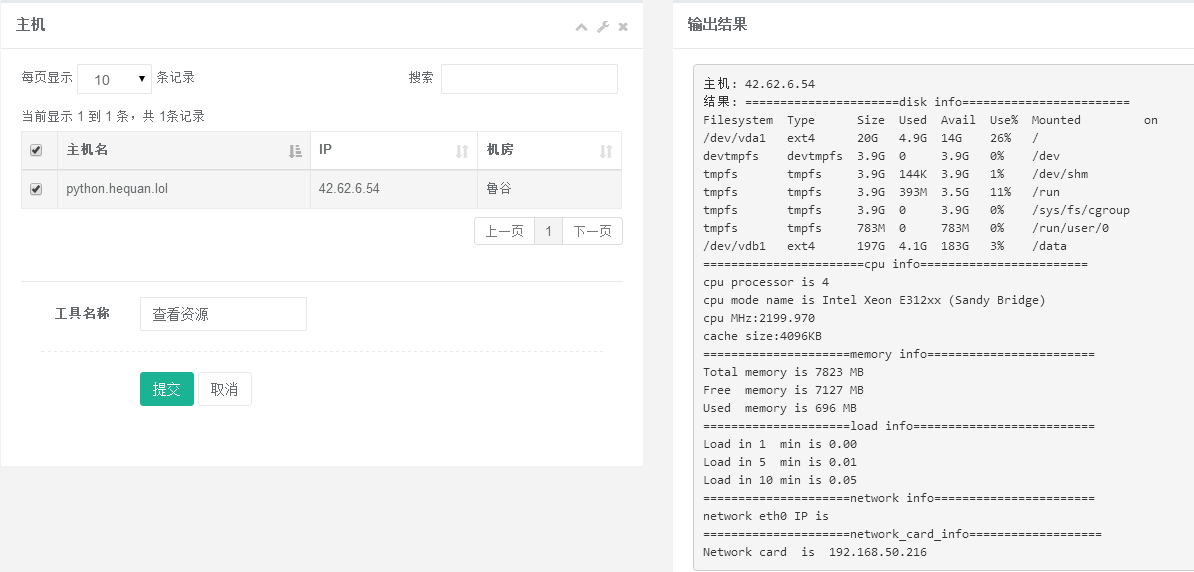 主机
每页显示 10 条记录 搜索
当前显示 1 到 1 条，共 1条记录
主机名 IP 机房
python.hequan.lol 42.62.6.54 鲁谷
上一页 1 下一页
工具名称 查看资源
提交 取消
输出结果
主机: 42.62.6.54
结果: ======================disk info========================
Filesystem  Type      Size  Used  Avail  Use%  Mounted         on
/dev/vda1   ext4      20G   4.9G  14G    26%   /
devtmpfs    devtmpfs  3.9G  0     3.9G   0%    /dev
tmpfs       tmpfs     3.9G  144K  3.9G   1%    /dev/shm
tmpfs       tmpfs     3.9G  393M  3.5G   11%   /run
tmpfs       tmpfs     3.9G  0     3.9G   0%    /sys/fs/cgroup
tmpfs       tmpfs     783M  0     783M   0%    /run/user/0
/dev/vdb1   ext4      197G  4.1G  183G   3%    /data
=======================cpu info========================
cpu processor is 4
cpu mode name is Intel Xeon E312xx (Sandy Bridge)
cpu MHz:2199.970
cache size:4096KB
=====================memory info========================
Total memory is 7823 MB
Free  memory is 7127 MB
Used  memory is 696 MB
=====================load info==========================
Load in 1  min is 0.00
Load in 5  min is 0.01
Load in 10 min is 0.05
=====================network info=======================
network eth0 IP is
=====================network_card_info===================
Network card  is  192.168.50.216